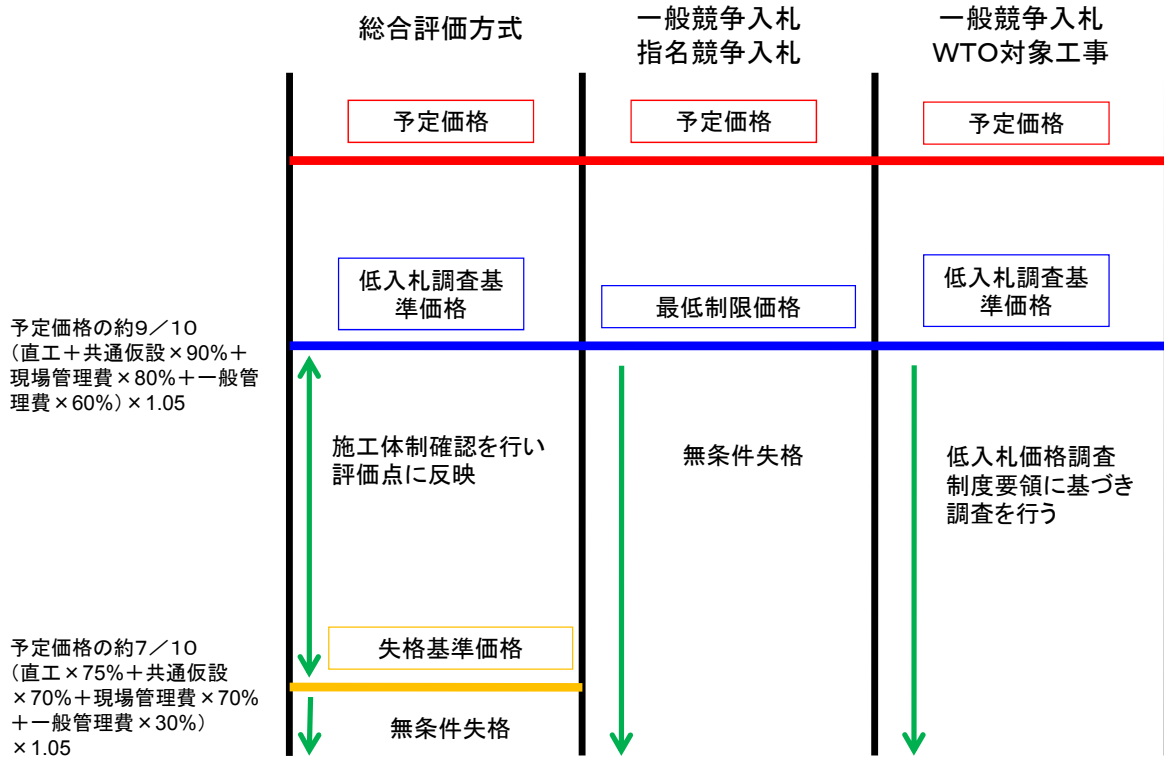 総合評価方式
一般競争入札
指名競争入札
一般競争入札
WTO対象工事
予定価格
予定価格
予定価格
低入札調査基
準価格
最低制限価格
低入札調査基
準価格
予定価格の約9／10
（直工＋共通仮設×90%＋
現場管理費×80%＋一般管
理費×60%）×1.05
施工体制確認を行い
評価点に反映
無条件失格
低入札価格調査
制度要領に基づき
調査を行う
予定価格の約7／10
（直工×75%＋共通仮設
×70%＋現場管理費×70%
＋一般管理費×30%）
×1.05
失格基準価格
無条件失格